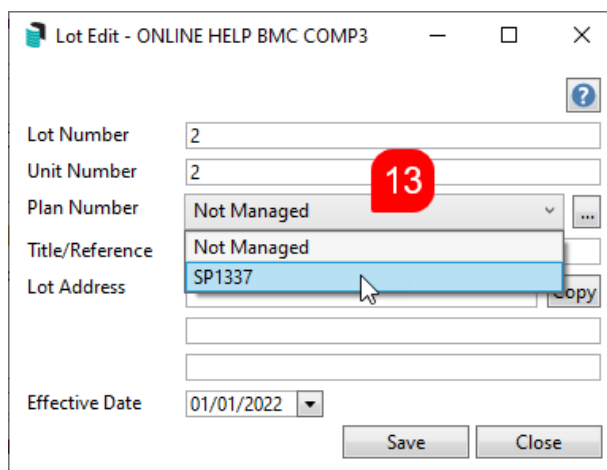 Lot Edit - ONLINE HELP BMC COMP3
?
Lot Number 2
Unit Number 2
13
Plan Number Not Managed ...
Title/Reference Not Managed
SP1337
Lot Address Copy
Effective Date 01/01/2022
Save Close